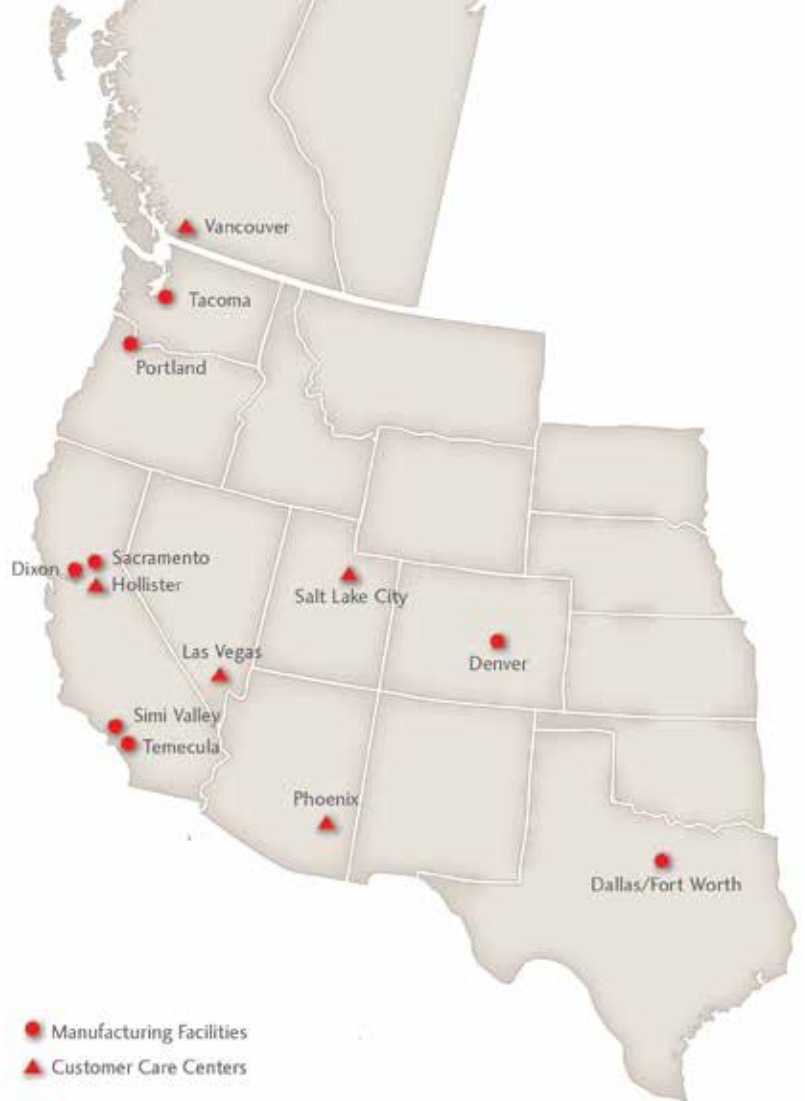 Vancouver
Tacoma
Portland
Sacramento
Dixon
Hollister
Salt Lake City
Las Vegas
Denver
Simi Valley
Temecula
Phoenix
Dallas/Fort Worth
Manufacturing Facilities
Customer Care Centers